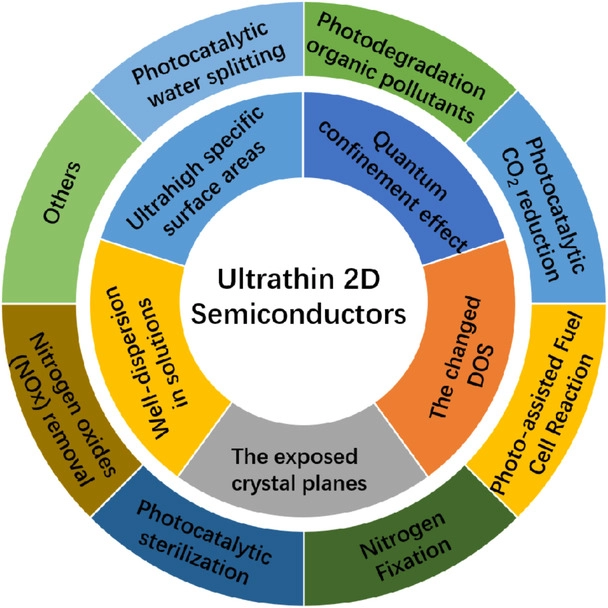 Photocatalytic
water splitting
Photodegradation
organic pollutants
Photocatalytic
CO₂ reduction
Photo-assisted Fuel
Cell Reaction
Nitrogen
Fixation
Photocatalytic
sterilization
Nitrogen oxides
(NOx) removal
Others
Ultrahigh specific
surface areas
Quantum
confinement effect
The changed
DOS
The exposed
crystal planes
Well-dispersion
in solutions
Ultrathin 2D
Semiconductors